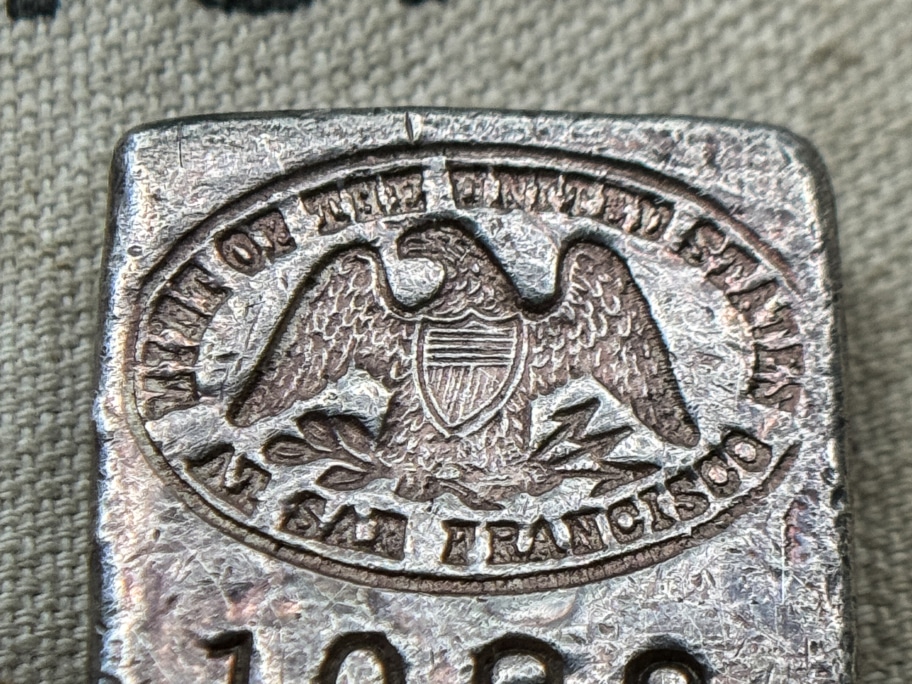 MINT OF THE UNITED STATES
AT SAN FRANCISCO